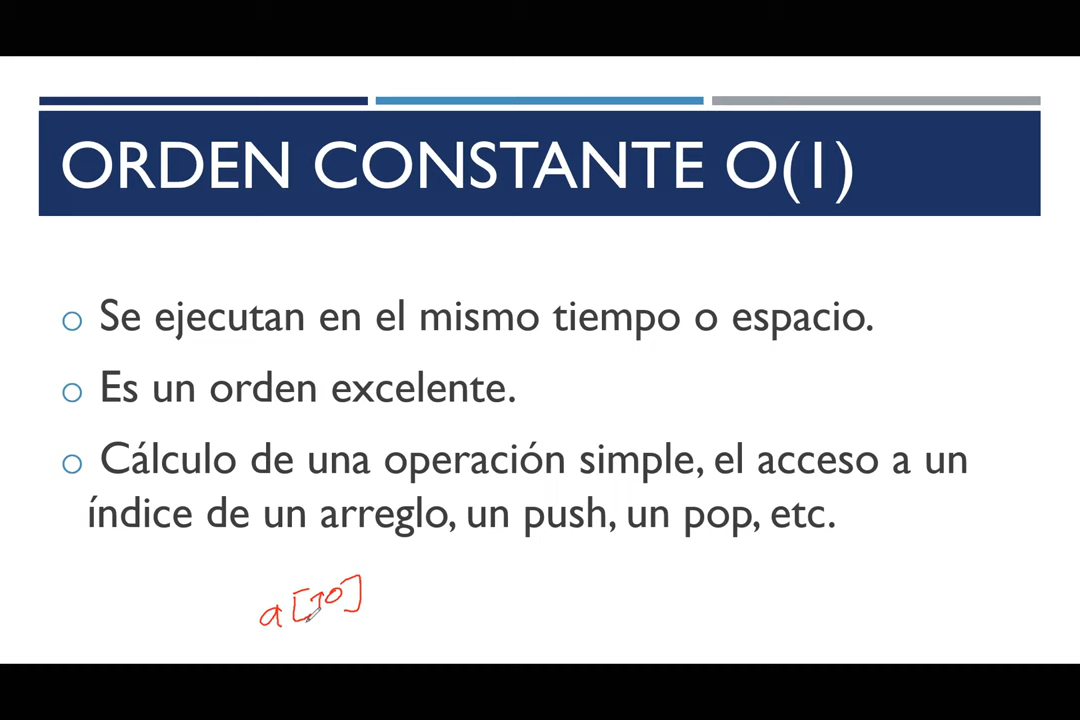 ORDEN CONSTANTE O(1)
Se ejecutan en el mismo tiempo o espacio.
Es un orden excelente.
Cálculo de una operación simple, el acceso a un
índice de un arreglo, un push, un pop, etc.
a[10]